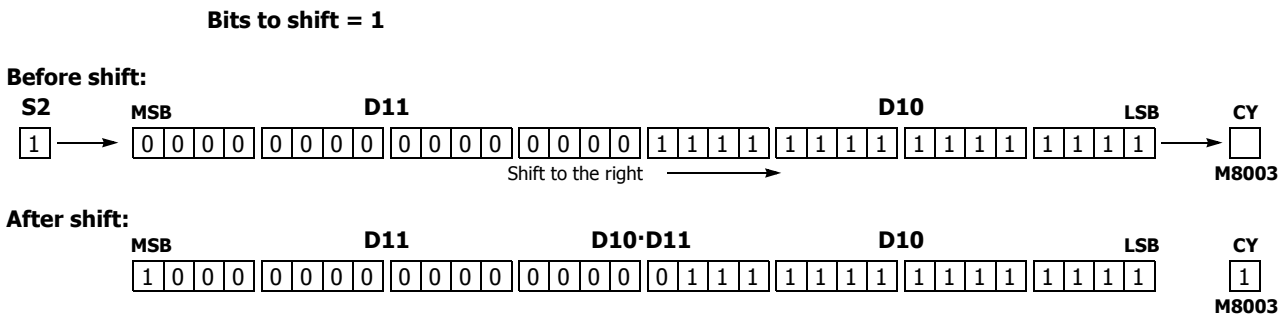 Bits to shift = 1
Before shift:
S2 MSB D11 D10 LSB CY
1 0 0 0 0 0 0 0 0 0 0 0 0 0 0 0 0 1 1 1 1 1 1 1 1 1 1 1 1 1 1 1 1
Shift to the right M8003
After shift:
MSB D11 D10·D11 D10 LSB CY
1 0 0 0 0 0 0 0 0 0 0 0 0 0 0 0 0 1 1 1 1 1 1 1 1 1 1 1 1 1 1 1 1
M8003